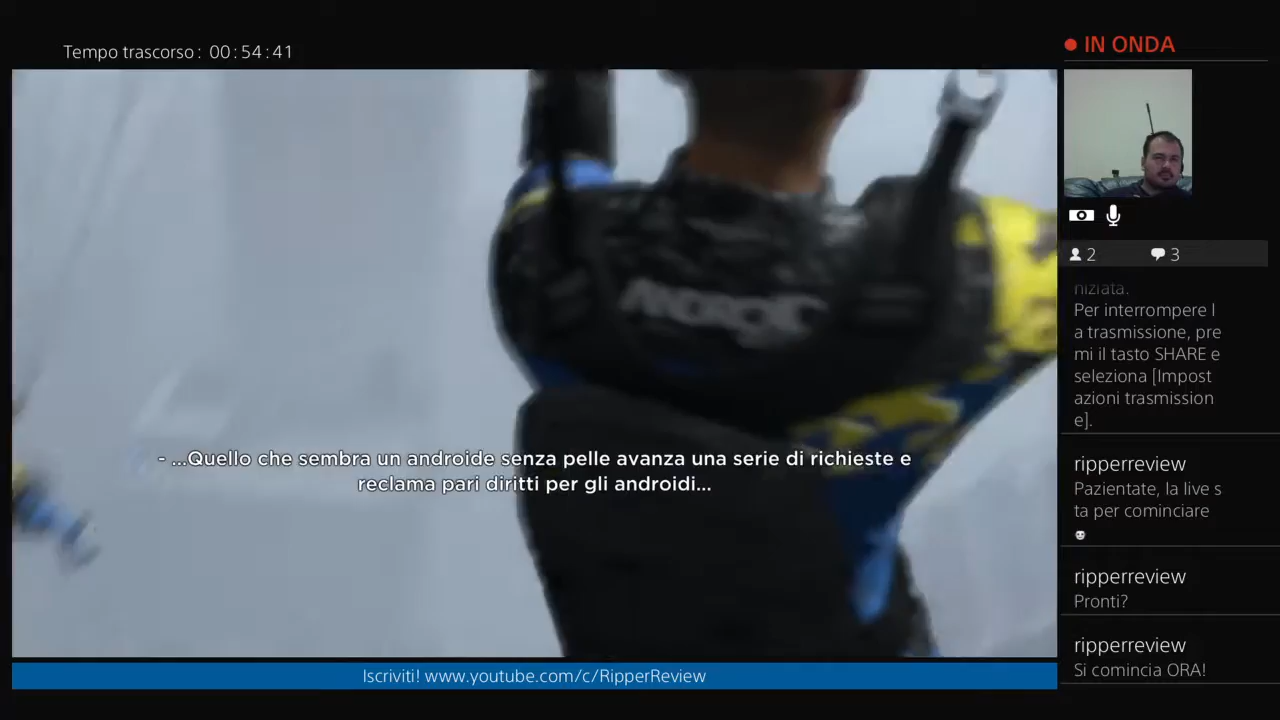 Tempo trascorso: 00:54:41
IN ONDA
2
3
niziata.
Per interrompere l
a trasmissione, pre
mi il tasto SHARE e
seleziona [Impost
azioni trasmission
e].
ripperreview
Pazientate, la live s
ta per cominciare
ripperreview
Pronti?
ripperreview
Si comincia ORA!
- ...Quello che sembra un androide senza pelle avanza una serie di richieste e
reclama pari diritti per gli androidi...
Iscriviti! www.youtube.com/c/RipperReview